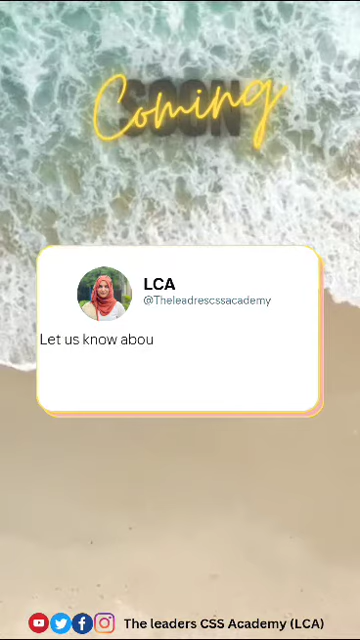 Coming
SOON
LCA
@Theleadrescssacademy
Let us know abou
The leaders CSS Academy (LCA)